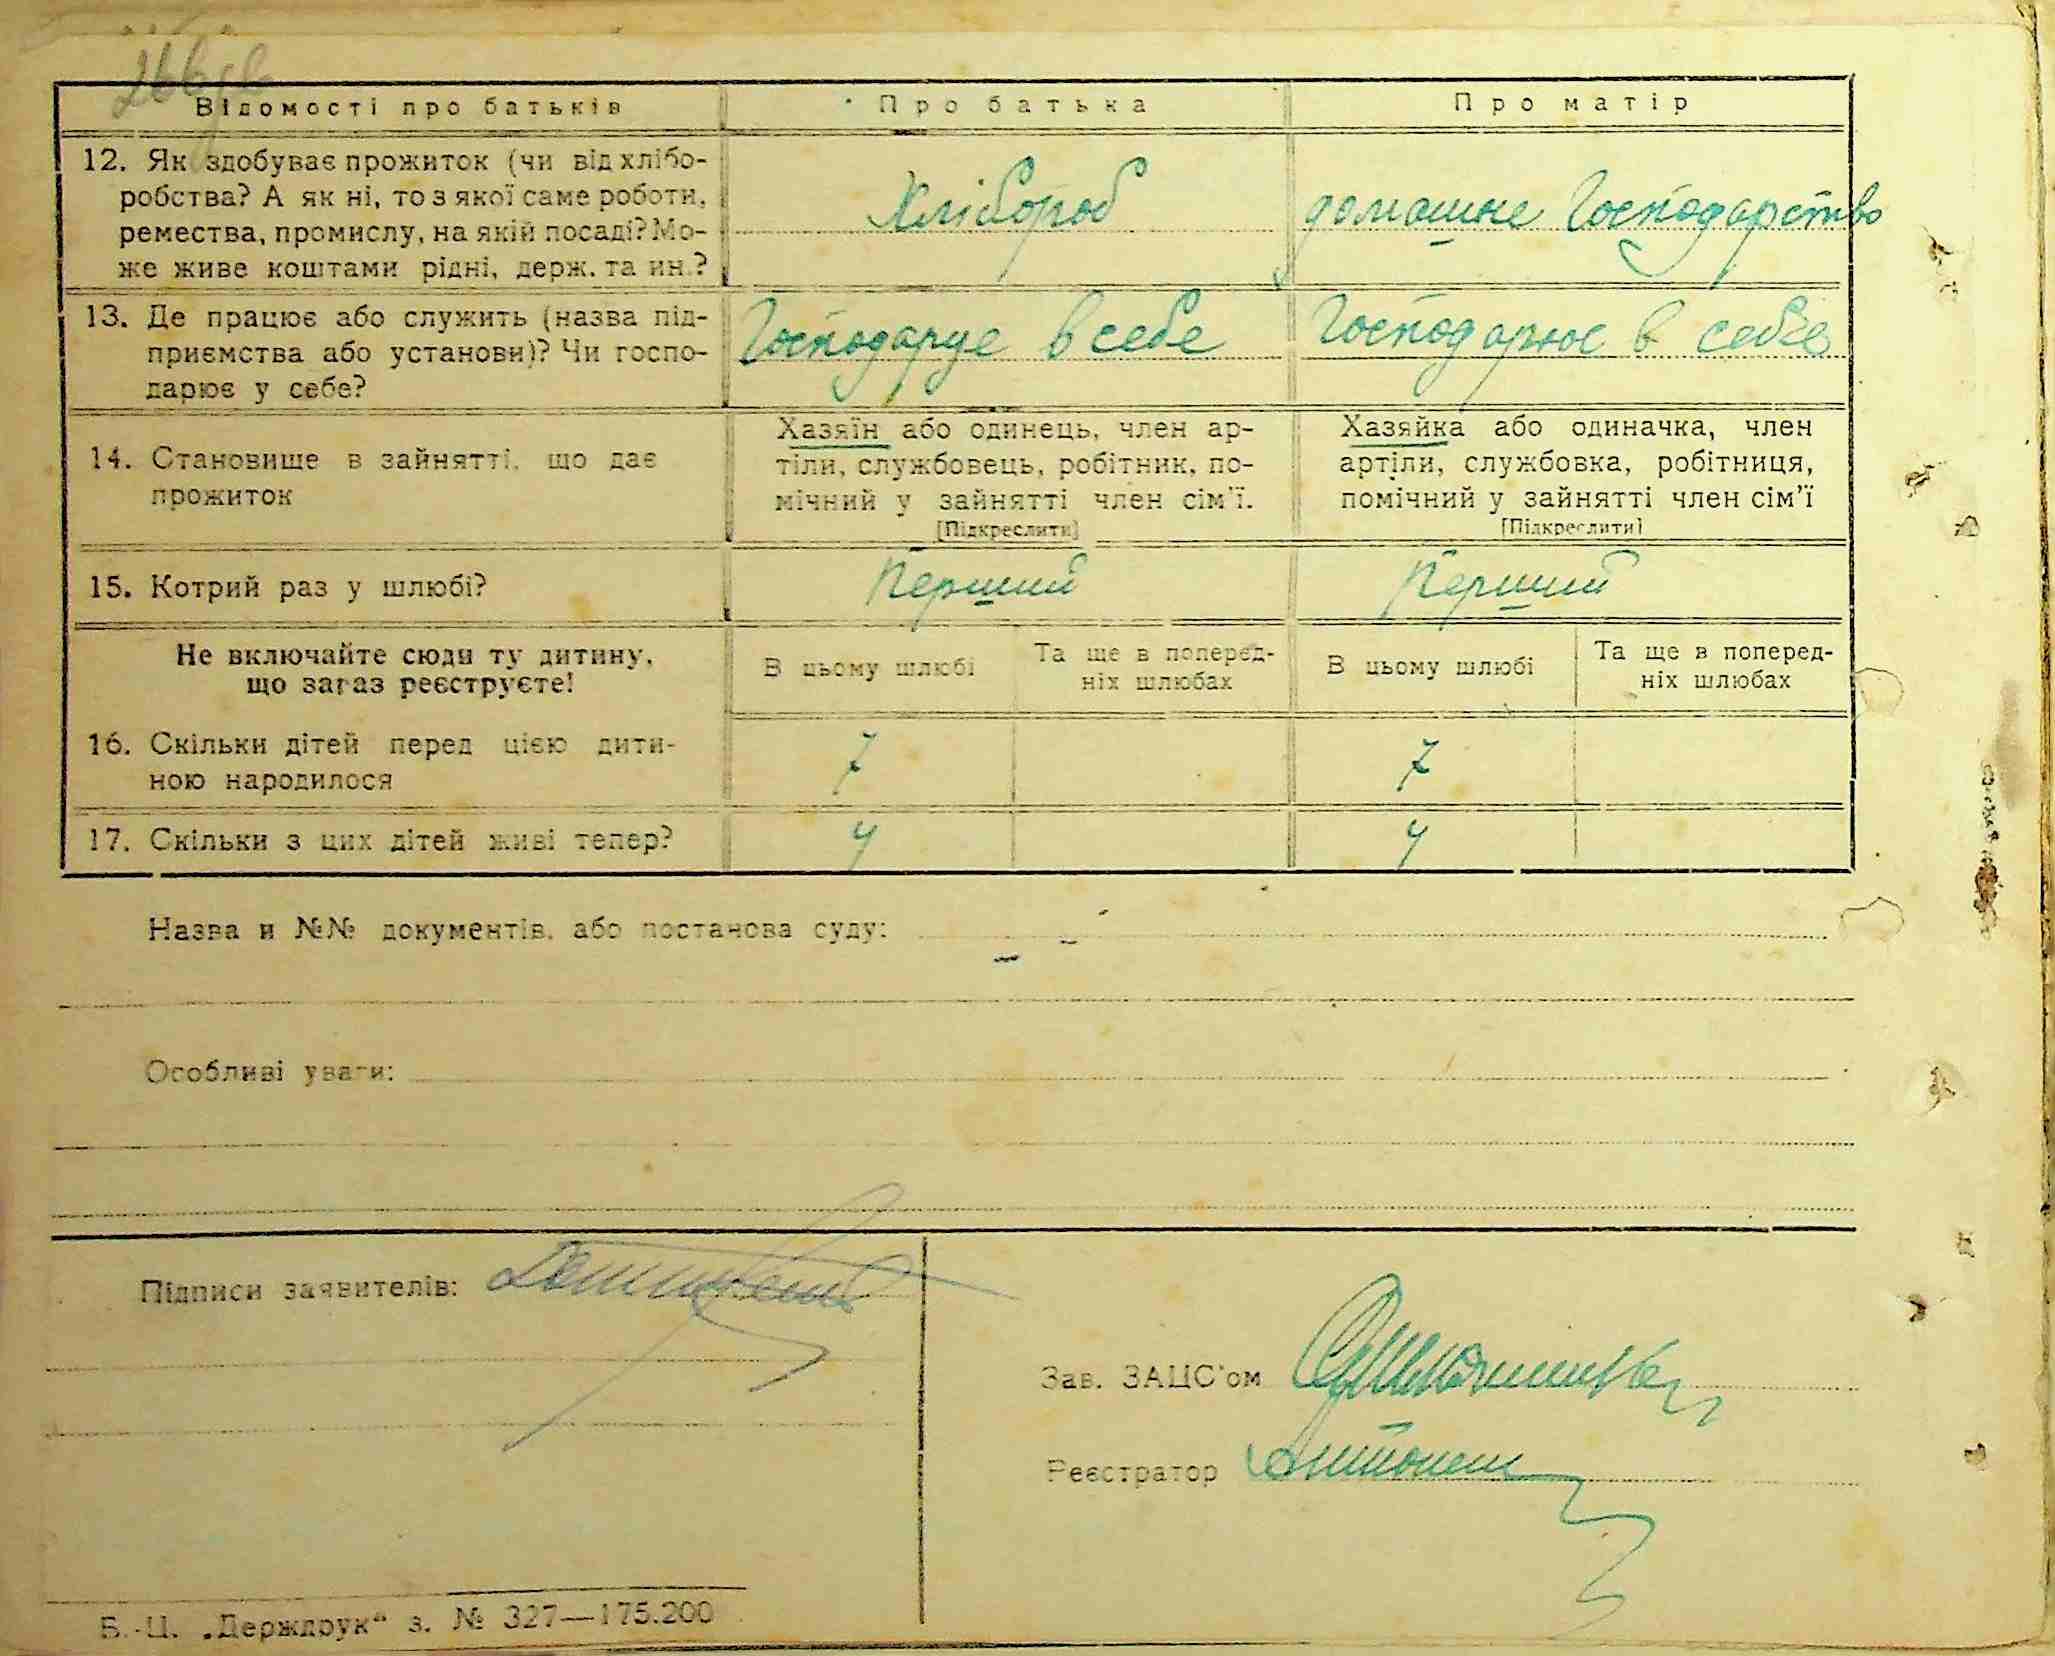 Відомості про батьків Про батька Про матір
12. Як здобуває прожиток (чи від хлібо-
робства? А як ні, то з якої саме роботи,
ремества, промислу, на якій посаді? Мо-
же живе коштами рідні, держ. та ин.?
Хлібороб домашнє Господарство
13. Де працює або служить (назва під-
приємства або установи)? Чи госпо-
дарює у себе?
Господарує в себе Господарює в себе
14. Становище в зайнятті, що дає
прожиток
Хазяїн або одинець, член ар-
тіли, службовець, робітник, по-
мічний у зайнятті член сім'ї.
[Підкреслити]
Хазяйка або одиначка, член
артіли, службовка, робітниця,
помічний у зайнятті член сім'ї
[Підкреслити]
15. Котрий раз у шлюбі? Перший Перший
Не включайте сюди ту дитину,
що зараз реєструєте!
В цьому шлюбі
Та ще в поперед-
ніх шлюбах
В цьому шлюбі
Та ще в поперед-
ніх шлюбах
16. Скільки дітей перед цією дити-
ною народилося
7 7
17. Скільки з цих дітей живі тепер? 4 4
Назва и №№ документів, або постанова суду:
Особливі уваги:
Підписи заявителів:
Зав. ЗАЦС'ом
Реєстратор
Б.-Ц. „Держдрук“ з. № 327—175.200